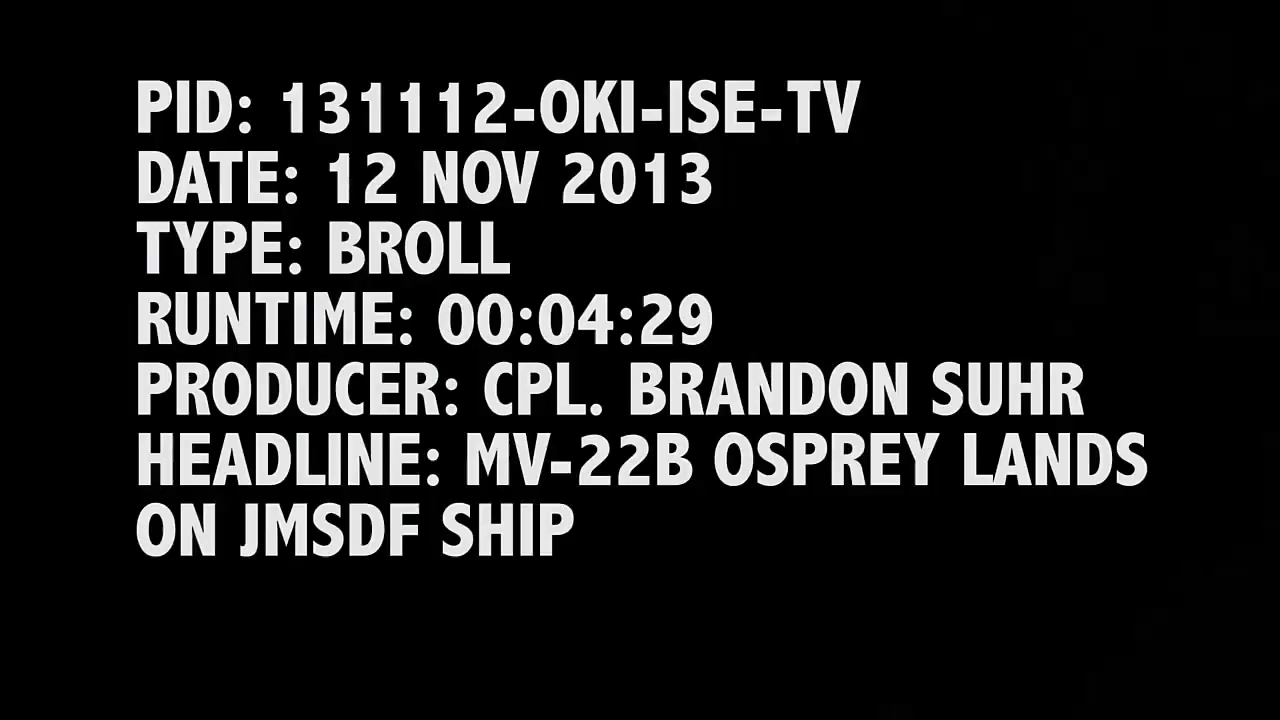 PID: 131112-OKI-ISE-TV
DATE: 12 NOV 2013
TYPE: BROLL
RUNTIME: 00:04:29
PRODUCER: CPL. BRANDON SUHR
HEADLINE: MV-22B OSPREY LANDS
ON JMSDF SHIP